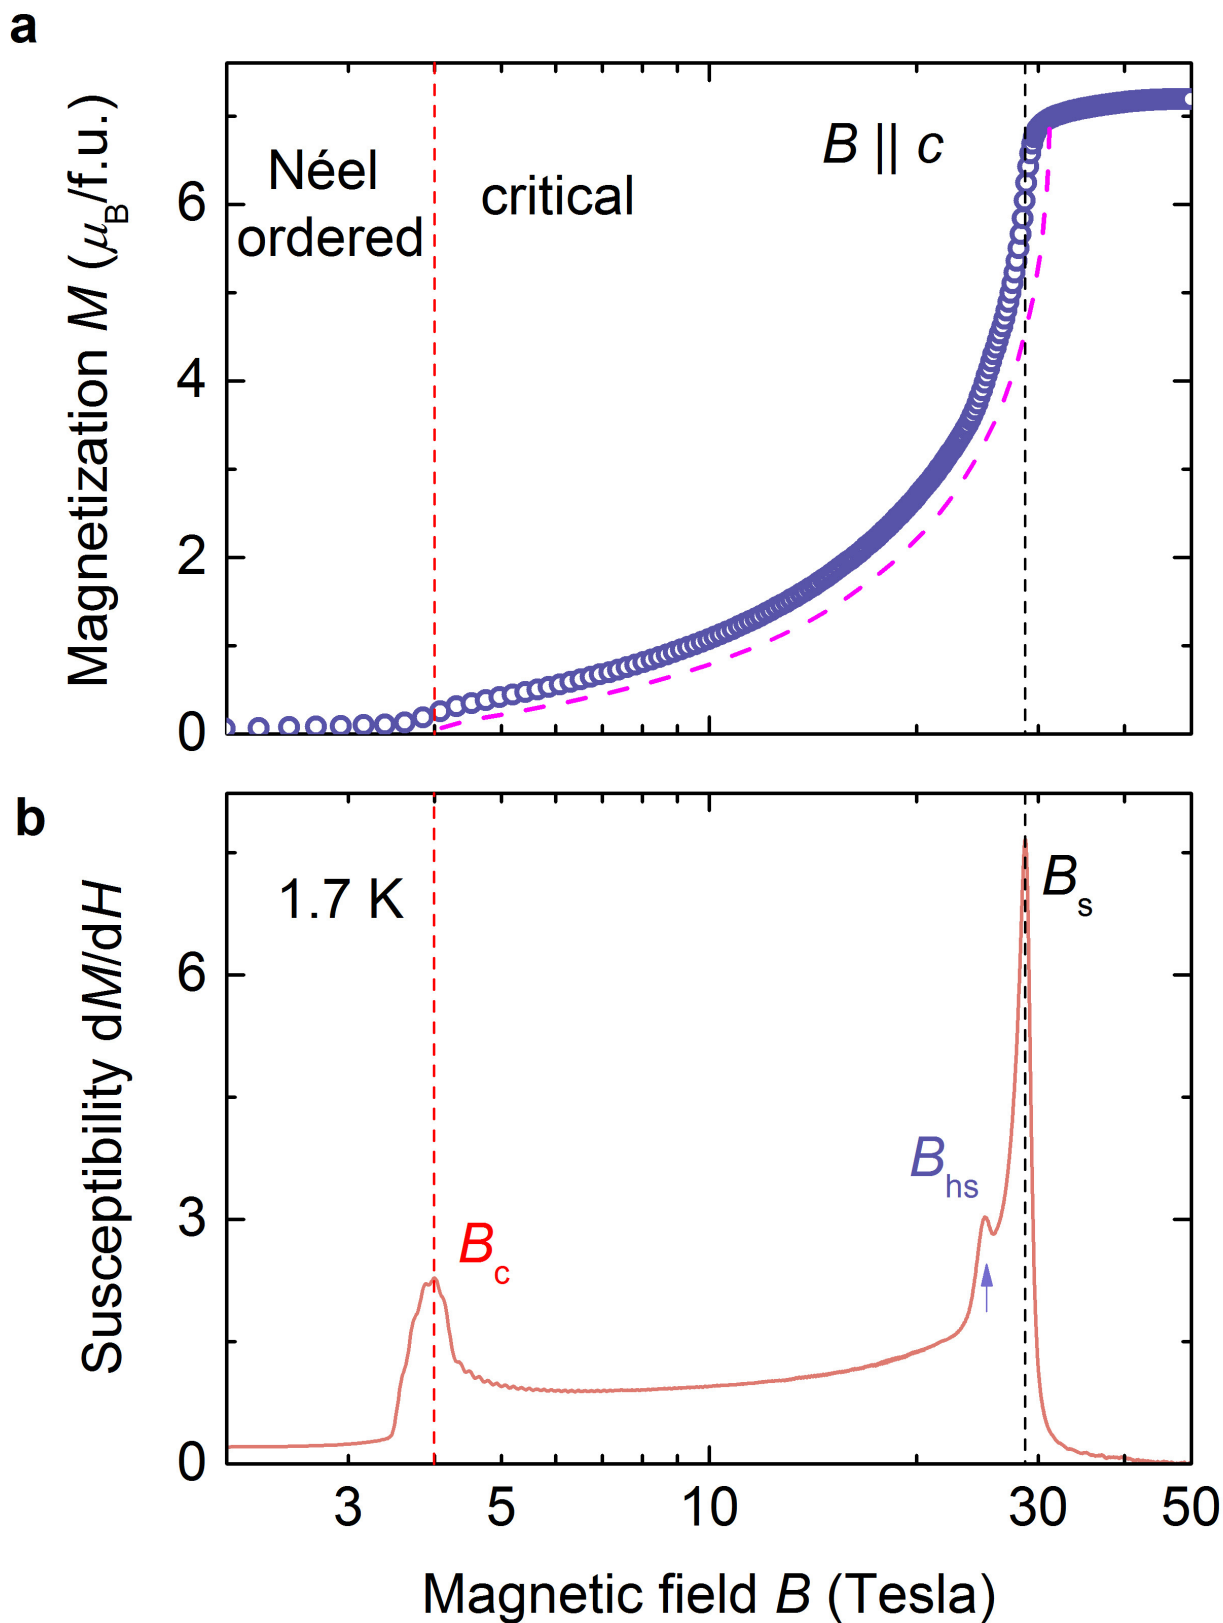 a
Magnetization M (μB/f.u.)
6
4
2
0
Néel
ordered
critical
B || c
b
Susceptibility dM/dH
6
3
0
1.7 K
Bs
Bhs
Bc
3 5 10 30 50
Magnetic field B (Tesla)